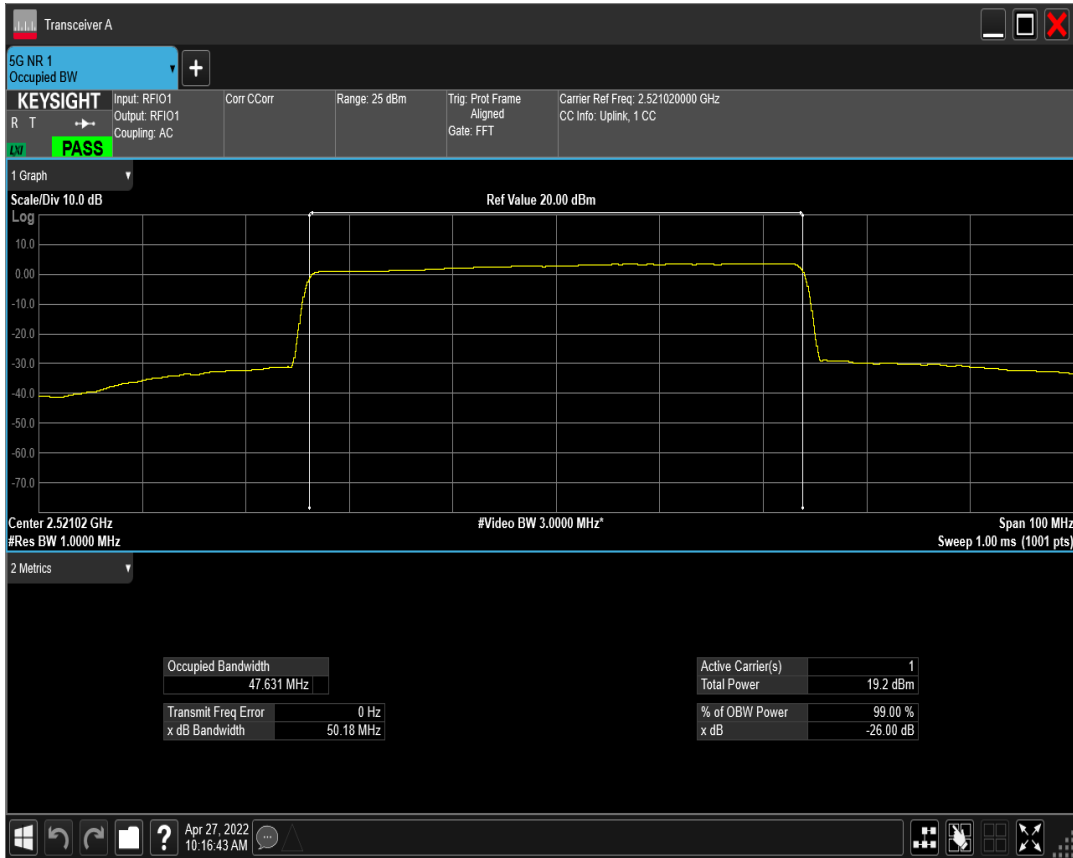 Transceiver A
5G NR 1
Occupied BW
KEYSIGHT
R T
LXI
PASS
Input: RFIO1
Output: RFIO1
Coupling: AC
Corr CCorr
Range: 25 dBm
Trig: Prot Frame
Aligned
Gate: FFT
Carrier Ref Freq: 2.521020000 GHz
CC Info: Uplink, 1 CC
1 Graph
Scale/Div 10.0 dB
Ref Value 20.00 dBm
Log
10.0
0.00
-10.0
-20.0
-30.0
-40.0
-50.0
-60.0
-70.0
Center 2.52102 GHz
#Video BW 3.0000 MHz*
Span 100 MHz
#Res BW 1.0000 MHz
Sweep 1.00 ms (1001 pts)
2 Metrics
Occupied Bandwidth
47.631 MHz
Transmit Freq Error 0 Hz
x dB Bandwidth 50.18 MHz
Active Carrier(s) 1
Total Power 19.2 dBm
% of OBW Power 99.00 %
x dB -26.00 dB
?
Apr 27, 2022
10:16:43 AM